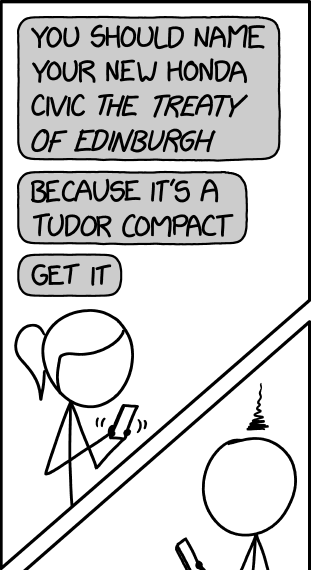 YOU SHOULD NAME
YOUR NEW HONDA
CIVIC THE TREATY
OF EDINBURGH
BECAUSE IT'S A
TUDOR COMPACT
GET IT